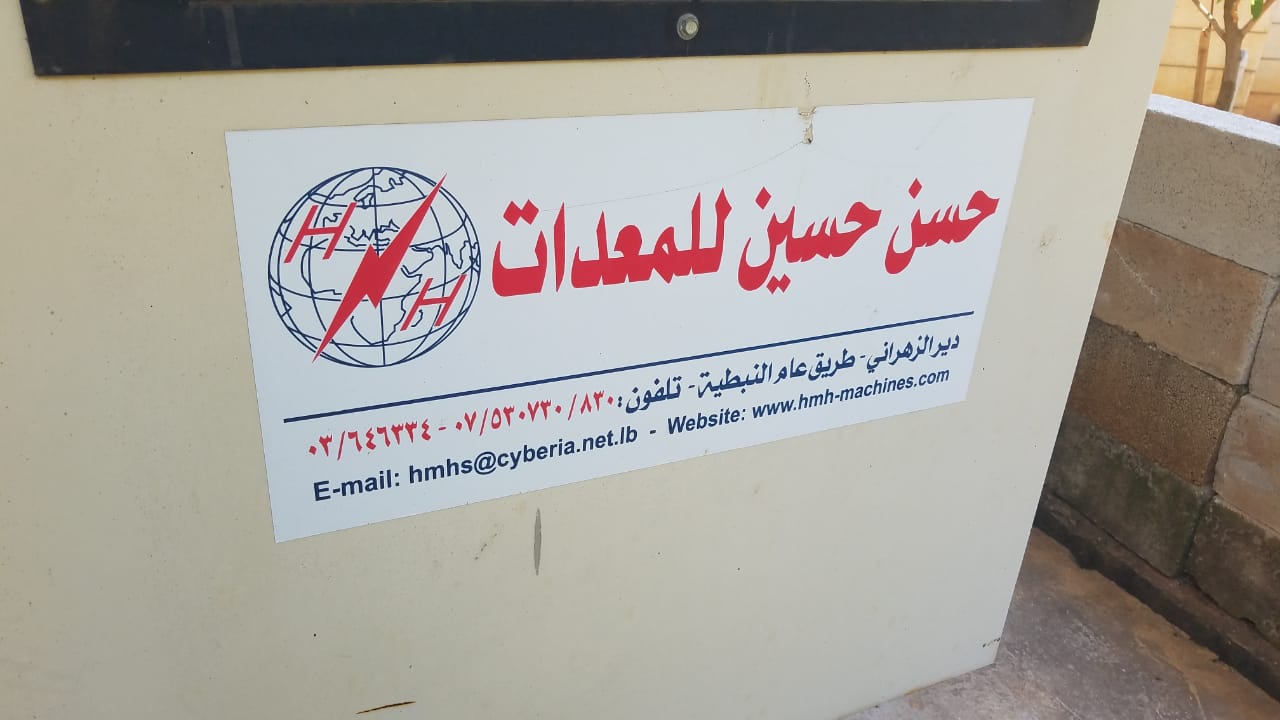 حسن حسين للمعدات
H H
دير الزهراني - طريق عام النبطية - تلفون: ٠٧/٥٣٠٧٣٠ / ٨٣٠ - ٠٣/٦٤٦٣٣٤
E-mail: hmhs@cyberia.net.lb - Website: www.hmh-machines.com